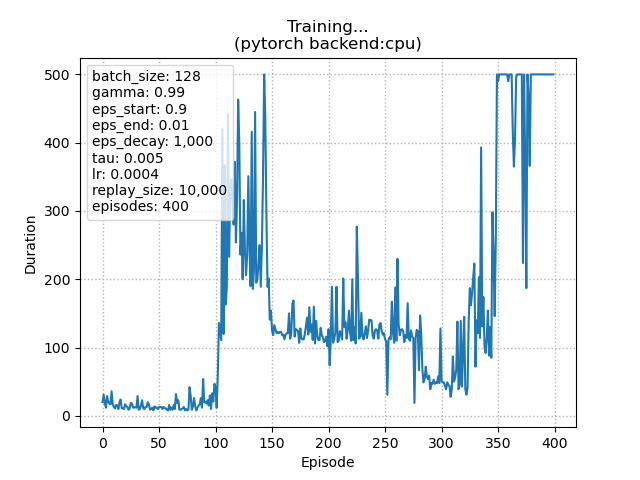 Training...
(pytorch backend:cpu)
batch_size: 128
gamma: 0.99
eps_start: 0.9
eps_end: 0.01
eps_decay: 1,000
tau: 0.005
lr: 0.0004
replay_size: 10,000
episodes: 400
500
400
300
200
100
0
Duration
0 50 100 150 200 250 300 350 400
Episode